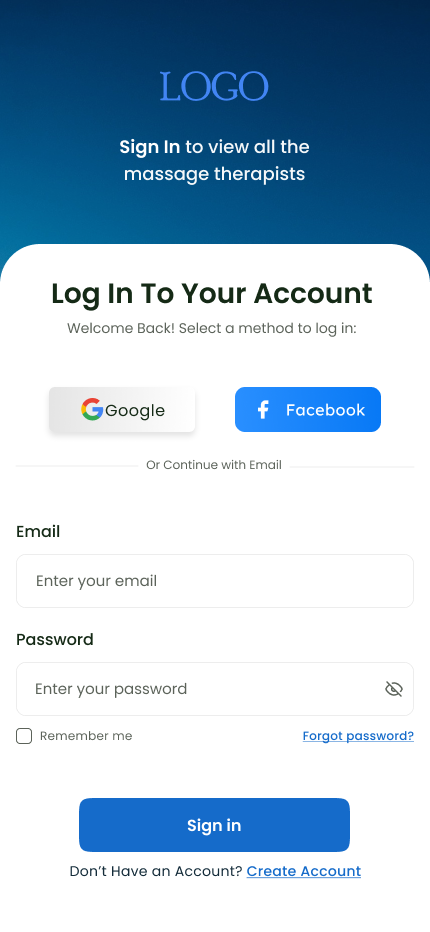 LOGO
Sign In to view all the
massage therapists
Log In To Your Account
Welcome Back! Select a method to log in:
Google
Facebook
Or Continue with Email
Email
Enter your email
Password
Enter your password
Remember me
Forgot password?
Sign in
Don’t Have an Account? Create Account